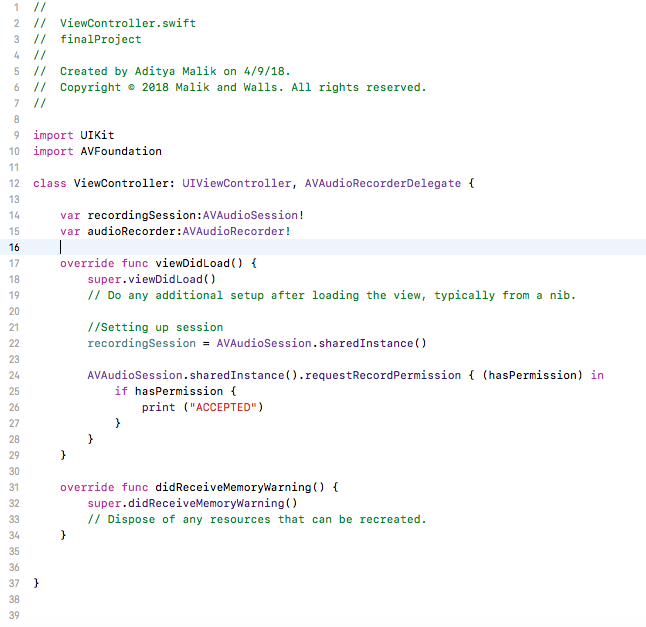 1 //
2 //  ViewController.swift
3 //  finalProject
4 //
5 //  Created by Aditya Malik on 4/9/18.
6 //  Copyright © 2018 Malik and Walls. All rights reserved.
7 //
8
9 import UIKit
10 import AVFoundation
11
12 class ViewController: UIViewController, AVAudioRecorderDelegate {
13
14     var recordingSession:AVAudioSession!
15     var audioRecorder:AVAudioRecorder!
16
17     override func viewDidLoad() {
18         super.viewDidLoad()
19         // Do any additional setup after loading the view, typically from a nib.
20
21         //Setting up session
22         recordingSession = AVAudioSession.sharedInstance()
23
24         AVAudioSession.sharedInstance().requestRecordPermission { (hasPermission) in
25             if hasPermission {
26                 print ("ACCEPTED")
27             }
28         }
29     }
30
31     override func didReceiveMemoryWarning() {
32         super.didReceiveMemoryWarning()
33         // Dispose of any resources that can be recreated.
34     }
35
36
37 }
38
39